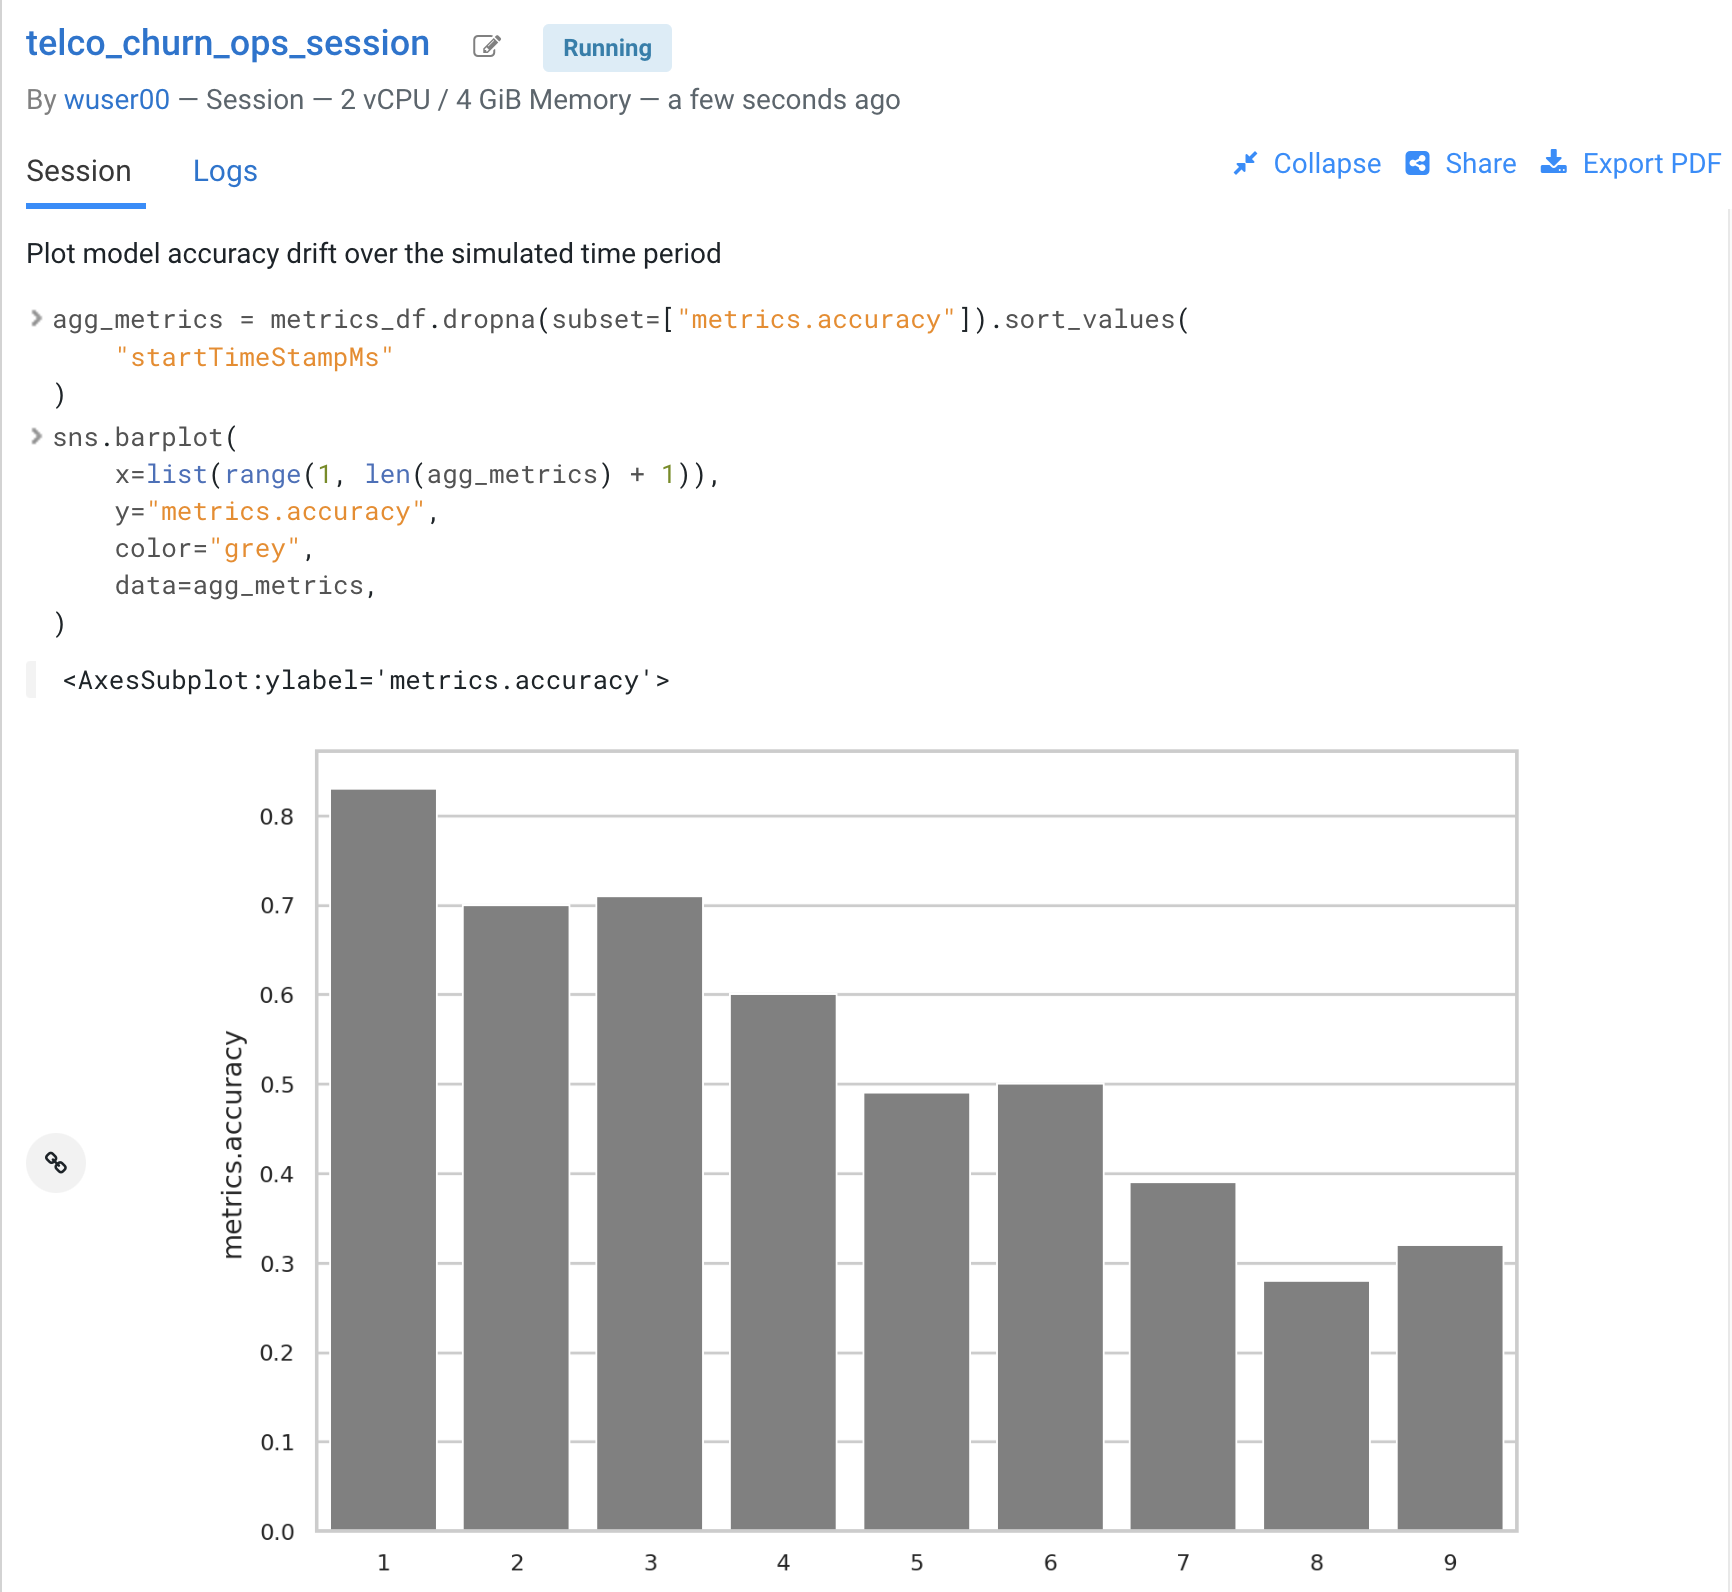 telco_churn_ops_session
Running
By wuser00 — Session — 2 vCPU / 4 GiB Memory — a few seconds ago
Session
Logs
Collapse
Share
Export PDF
Plot model accuracy drift over the simulated time period
agg_metrics = metrics_df.dropna(subset=["metrics.accuracy"]).sort_values(
"startTimeStampMs"
)
sns.barplot(
x=list(range(1, len(agg_metrics) + 1)),
y="metrics.accuracy",
color="grey",
data=agg_metrics,
)
<AxesSubplot:ylabel='metrics.accuracy'>
metrics.accuracy
0.8
0.7
0.6
0.5
0.4
0.3
0.2
0.1
0.0
1 2 3 4 5 6 7 8 9